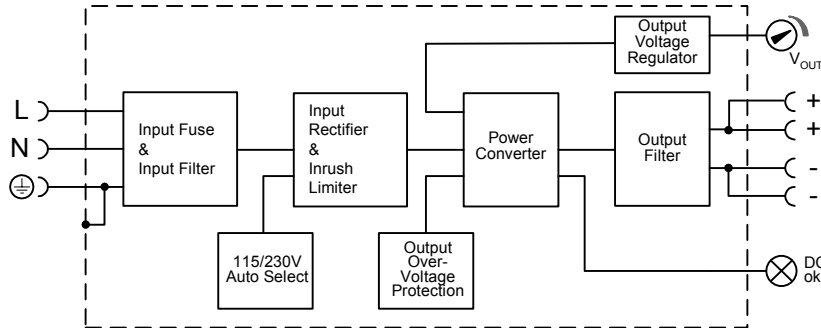 Output
Voltage
Regulator
VOUT
L
N
Input Fuse
&
Input Filter
Input
Rectifier
&
Inrush
Limiter
Power
Converter
Output
Filter
+
+
-
-
115/230V
Auto Select
Output
Over-
Voltage
Protection
DC
ok